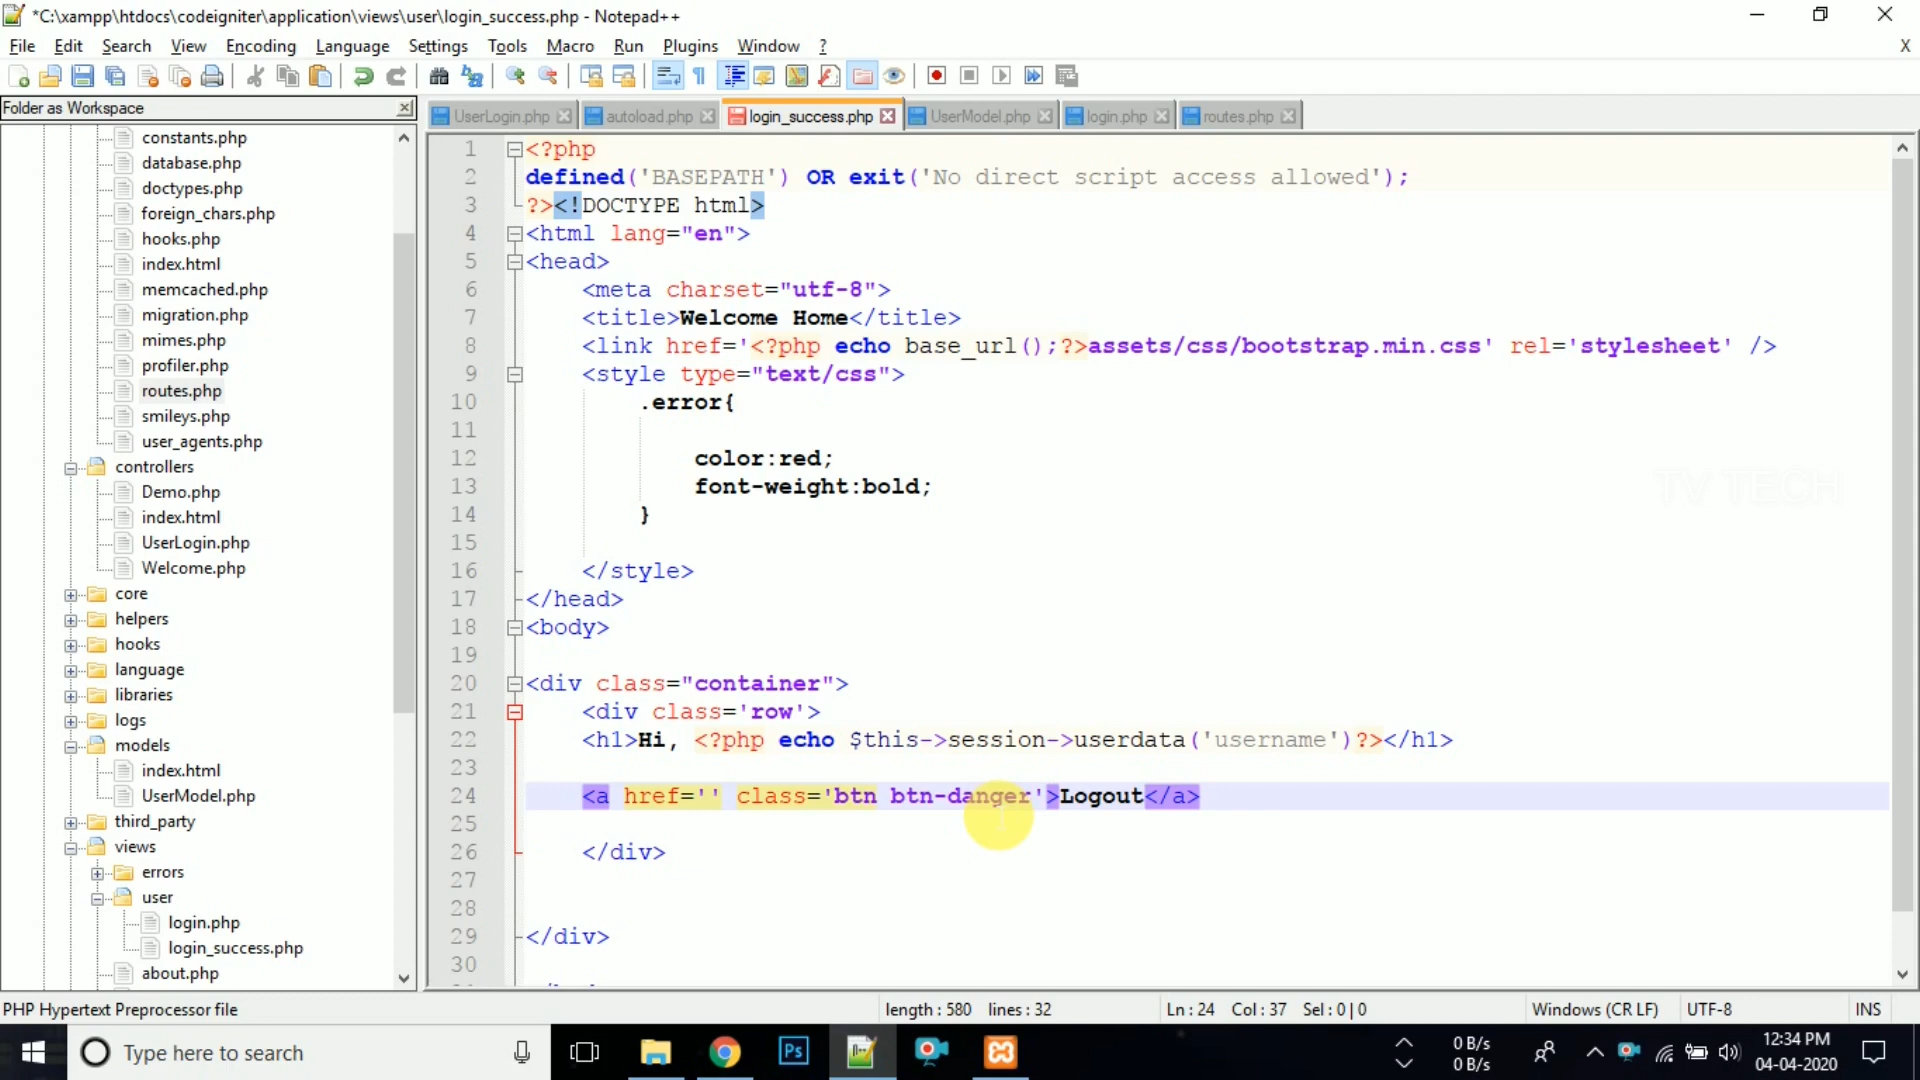 *C:\xampp\htdocs\codeigniter\application\views\user\login_success.php - Notepad++
File Edit Search View Encoding Language Settings Tools Macro Run Plugins Window ? X
Folder as Workspace
UserLogin.php autoload.php login_success.php UserModel.php login.php routes.php
constants.php
database.php
doctypes.php
foreign_chars.php
hooks.php
index.html
memcached.php
migration.php
mimes.php
profiler.php
routes.php
smileys.php
user_agents.php
controllers
Demo.php
index.html
UserLogin.php
Welcome.php
core
helpers
hooks
language
libraries
logs
models
index.html
UserModel.php
third_party
views
errors
user
login.php
login_success.php
about.php
1 <?php
2 defined('BASEPATH') OR exit('No direct script access allowed');
3 ?><!DOCTYPE html>
4 <html lang="en">
5 <head>
6 <meta charset="utf-8">
7 <title>Welcome Home</title>
8 <link href='<?php echo base_url();?>assets/css/bootstrap.min.css' rel='stylesheet' />
9 <style type="text/css">
10 .error{
11
12 color:red;
13 font-weight:bold;
14 }
15
16 </style>
17 </head>
18 <body>
19
20 <div class="container">
21 <div class='row'>
22 <h1>Hi, <?php echo $this->session->userdata('username')?></h1>
23
24 <a href='' class='btn btn-danger'>Logout</a>
25
26 </div>
27
28
29 </div>
30
TV TECH
PHP Hypertext Preprocessor file length : 580 lines : 32 Ln : 24 Col : 37 Sel : 0 | 0 Windows (CR LF) UTF-8 INS
Type here to search
Ps
0 B/s
0 B/s
12:34 PM
04-04-2020